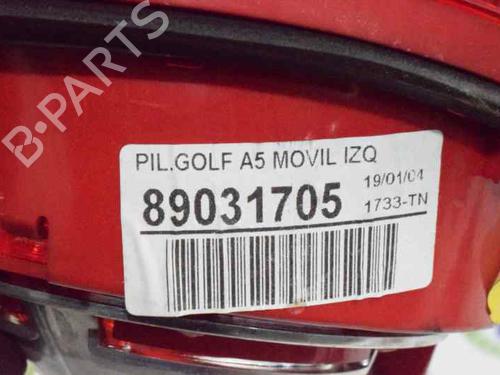 B-PARTS
PIL.GOLF A5 MOVIL IZQ
89031705
19/01/04
1733-TN